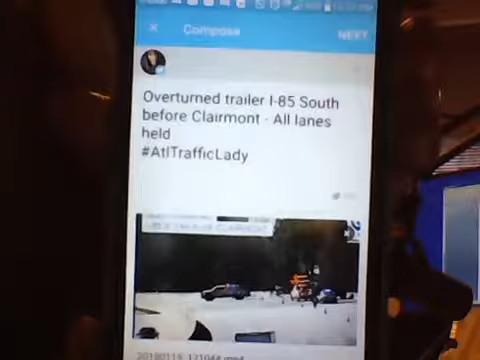 Compose
NEXT
Overturned trailer I-85 South
before Clairmont - All lanes
held
#AtlTrafficLady